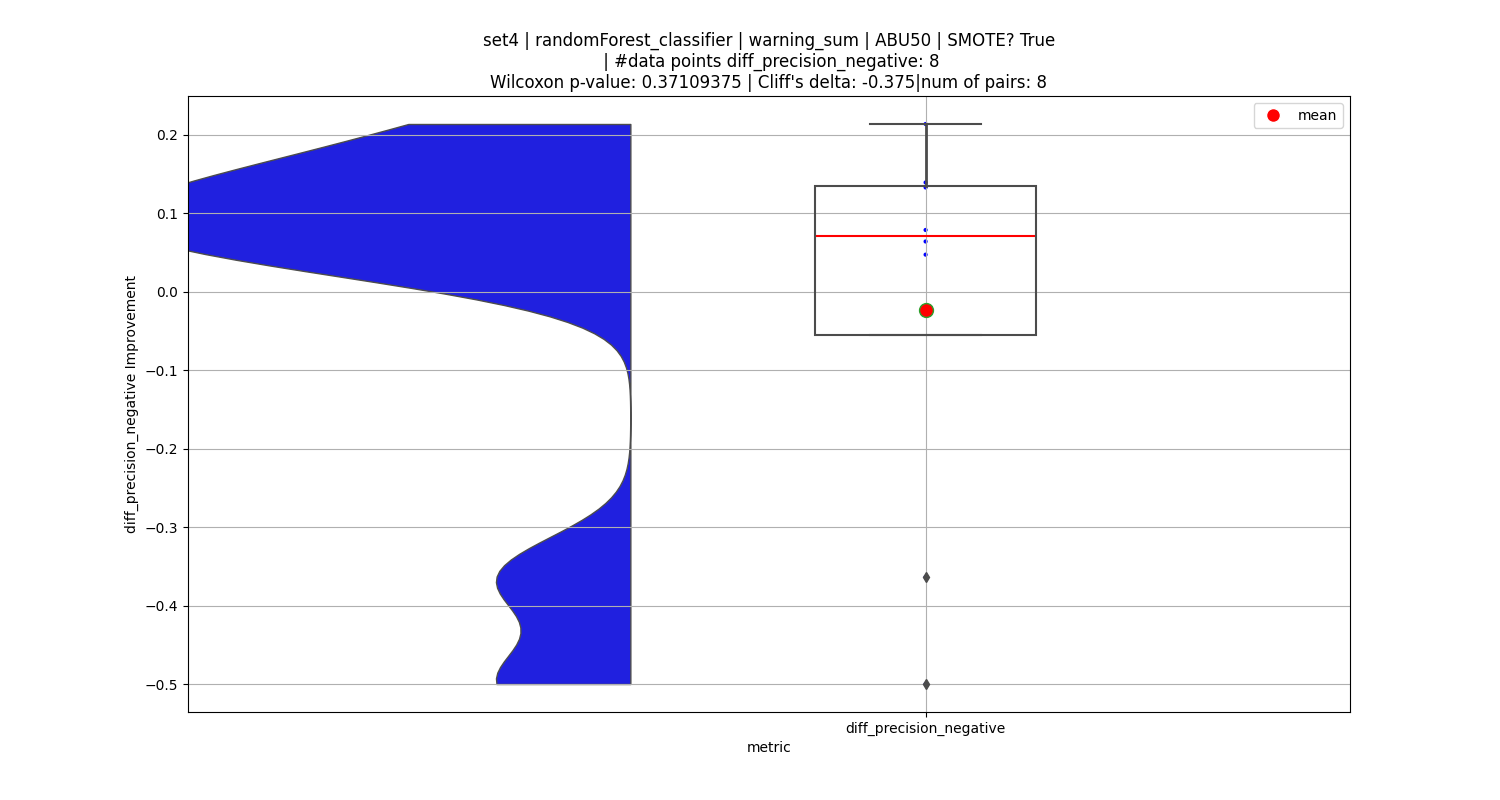 set4 | randomForest_classifier | warning_sum | ABU50 | SMOTE? True
| #data points diff_precision_negative: 8
Wilcoxon p-value: 0.37109375 | Cliff's delta: -0.375|num of pairs: 8
mean
0.2
0.1
0.0
−0.1
−0.2
−0.3
−0.4
−0.5
diff_precision_negative Improvement
diff_precision_negative
metric